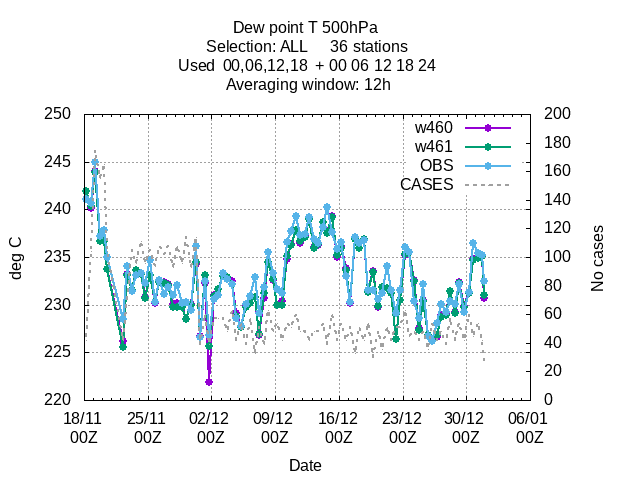 Dew point T 500hPa
Selection: ALL 36 stations
Used 00,06,12,18 + 00 06 12 18 24
Averaging window: 12h
250 200
w460 180
245 w461 160
OBS
CASES
240 140
120
235 100
230 80
60
225 40
20
220 0
deg C
No cases
18/11 25/11 02/12 09/12 16/12 23/12 30/12 06/01
00Z 00Z 00Z 00Z 00Z 00Z 00Z 00Z
Date